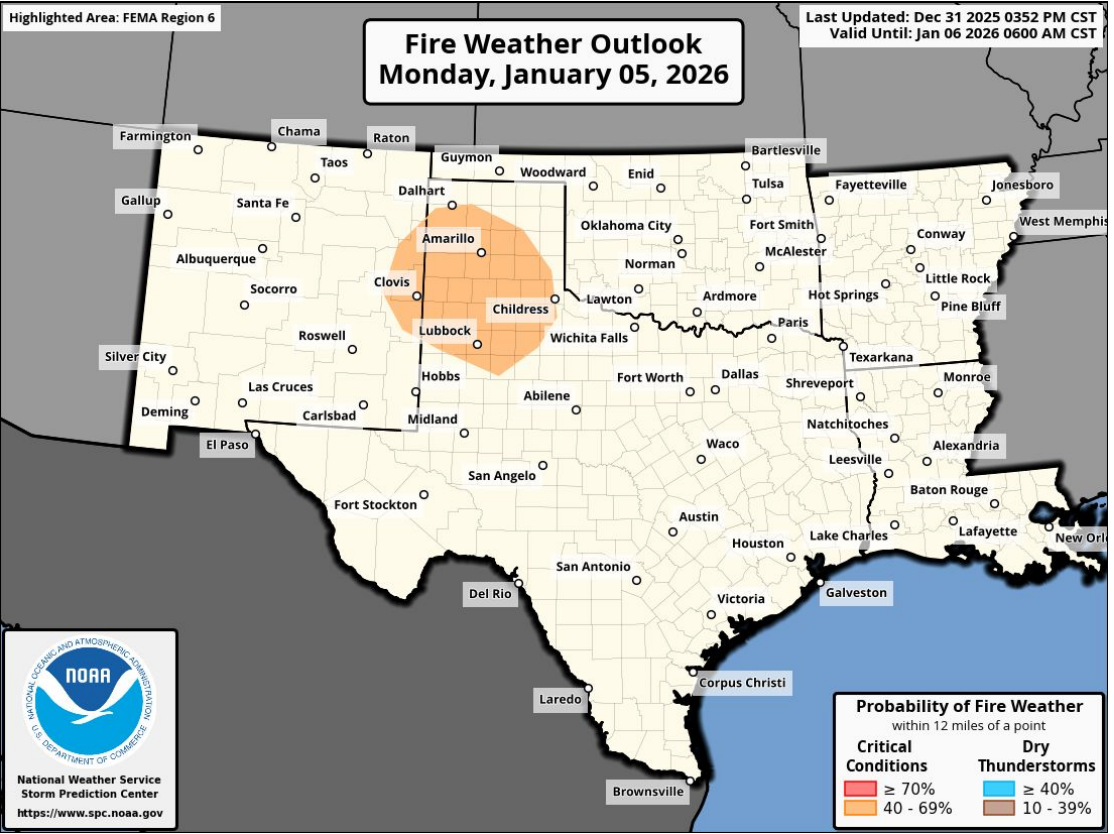 Highlighted Area: FEMA Region 6
Last Updated: Dec 31 2025 0352 PM CST
Valid Until: Jan 06 2026 0600 AM CST
Fire Weather Outlook
Monday, January 05, 2026
Farmington
Chama
Raton
Taos
Guymon
Woodward
Enid
Bartlesville
Tulsa
Fayetteville
Jonesboro
Gallup
Santa Fe
Dalhart
Oklahoma City
Fort Smith
West Memphis
Albuquerque
Amarillo
Norman
McAlester
Conway
Socorro
Clovis
Childress
Lawton
Ardmore
Hot Springs
Little Rock
Pine Bluff
Roswell
Lubbock
Wichita Falls
Paris
Silver City
Texarkana
Las Cruces
Hobbs
Fort Worth
Dallas
Shreveport
Monroe
Deming
Carlsbad
Midland
Abilene
Natchitoches
El Paso
Waco
Alexandria
San Angelo
Leesville
Fort Stockton
Baton Rouge
Austin
Houston
Lake Charles
Lafayette
New Orl
San Antonio
Del Rio
Victoria
Galveston
Laredo
Corpus Christi
Brownsville
NATIONAL OCEANIC AND ATMOSPHERIC ADMINISTRATION
NOAA
U.S. DEPARTMENT OF COMMERCE
National Weather Service
Storm Prediction Center
https://www.spc.noaa.gov
Probability of Fire Weather
within 12 miles of a point
Critical
Conditions
≥ 70%
40 - 69%
Dry
Thunderstorms
≥ 40%
10 - 39%